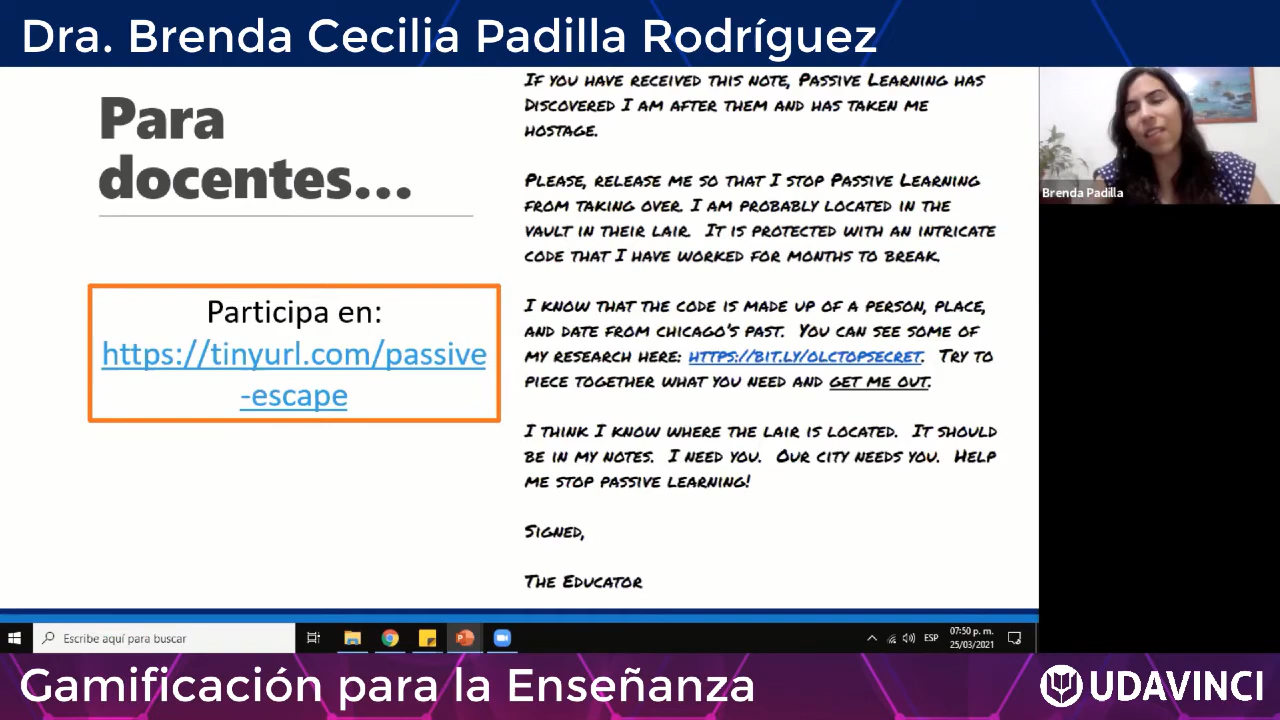 Dra. Brenda Cecilia Padilla Rodríguez
Para
docentes...
Participa en:
https://tinyurl.com/passive
-escape
If you have received this note, Passive Learning has
Discovered I am after them and has taken me
hostage.
Please, release me so that I stop Passive Learning
from taking over. I am probably located in the
vault in their lair. It is protected with an intricate
code that I have worked for months to break.
I know that the code is made up of a person, place,
and date from Chicago's past. You can see some of
my research here: https://bit.ly/olctopsecret. Try to
piece together what you need and get me out.
I think I know where the lair is located. It should
be in my notes. I need you. Our city needs you. Help
me stop passive learning!
Signed,
The Educator
Brenda Padilla
Escribe aquí para buscar
ESP
07:50 p. m.
25/03/2021
Gamificación para la Enseñanza
UDAVINCI